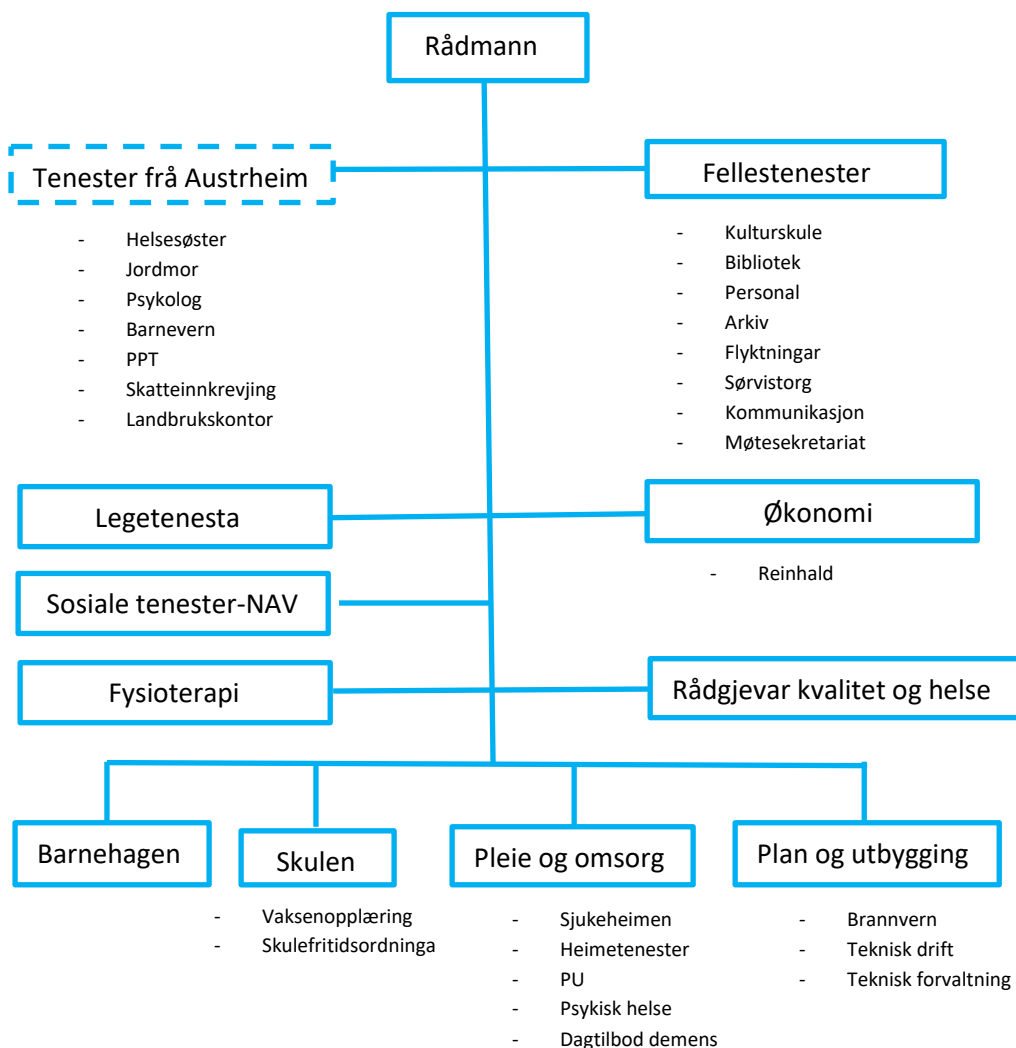 Rådmann
Tenester frå Austrheim
- Helsesøster
- Jordmor
- Psykolog
- Barnevern
- PPT
- Skatteinnkrevjing
- Landbrukskontor
Fellestenester
- Kulturskule
- Bibliotek
- Personal
- Arkiv
- Flyktningar
- Sørvistorg
- Kommunikasjon
- Møtesekretariat
Legetenesta
Økonomi
- Reinhald
Sosiale tenester-NAV
Fysioterapi
Rådgjevar kvalitet og helse
Barnehagen
Skulen
- Vaksenopplæring
- Skulefritidsordninga
Pleie og omsorg
- Sjukeheimen
- Heimetenester
- PU
- Psykisk helse
- Dagtilbod demens
Plan og utbygging
- Brannvern
- Teknisk drift
- Teknisk forvaltning